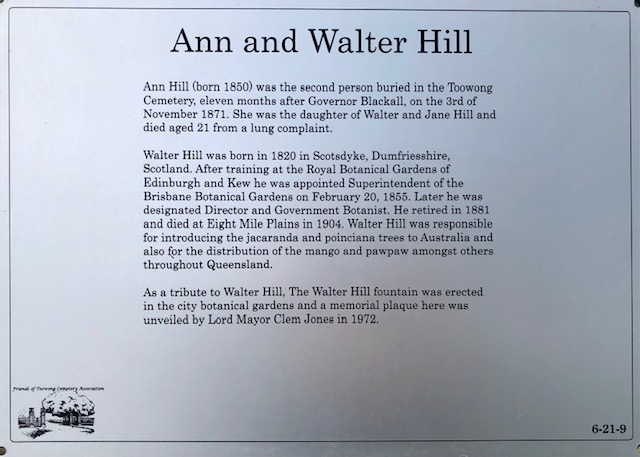 Ann and Walter Hill
Ann Hill (born 1850) was the second person buried in the Toowong
Cemetery, eleven months after Governor Blackall, on the 3rd of
November 1871. She was the daughter of Walter and Jane Hill and
died aged 21 from a lung complaint.
Walter Hill was born in 1820 in Scotsdyke, Dumfriesshire,
Scotland. After training at the Royal Botanical Gardens of
Edinburgh and Kew he was appointed Superintendent of the
Brisbane Botanical Gardens on February 20, 1855. Later he was
designated Director and Government Botanist. He retired in 1881
and died at Eight Mile Plains in 1904. Walter Hill was responsible
for introducing the jacaranda and poinciana trees to Australia and
also for the distribution of the mango and pawpaw amongst others
throughout Queensland.
As a tribute to Walter Hill, The Walter Hill fountain was erected
in the city botanical gardens and a memorial plaque here was
unveiled by Lord Mayor Clem Jones in 1972.
Friends of Toowong Cemetery Association
6-21-9